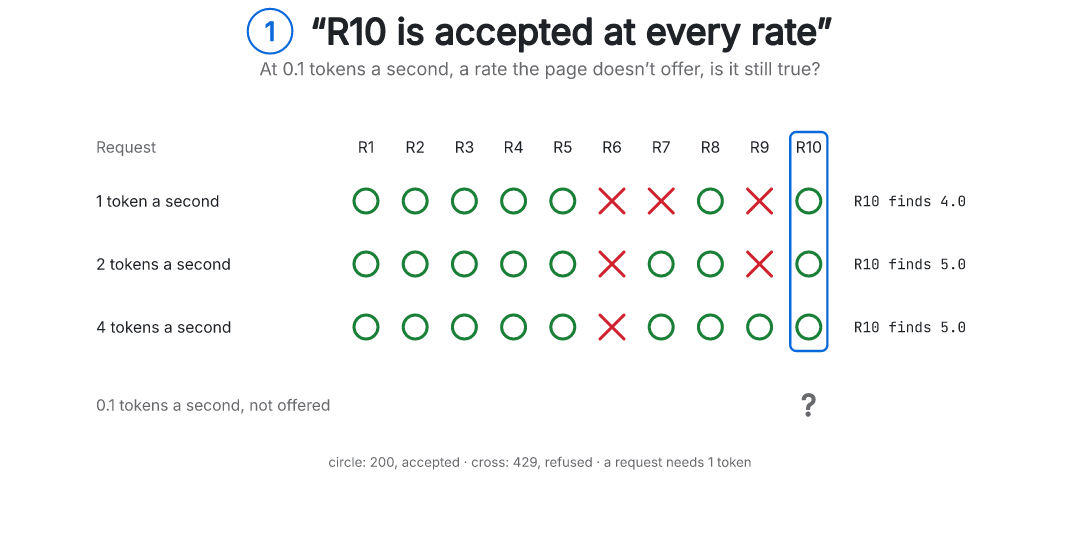 1 “R10 is accepted at every rate”
At 0.1 tokens a second, a rate the page doesn’t offer, is it still true?
Request R1 R2 R3 R4 R5 R6 R7 R8 R9 R10
1 token a second R10 finds 4.0
2 tokens a second R10 finds 5.0
4 tokens a second R10 finds 5.0
0.1 tokens a second, not offered ?
circle: 200, accepted · cross: 429, refused · a request needs 1 token